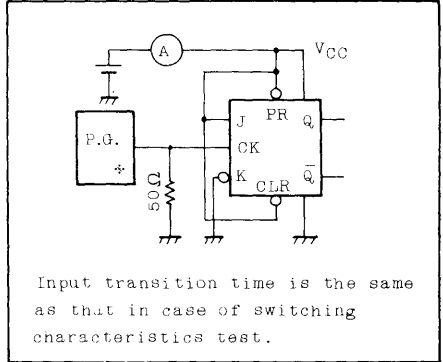 A
VCC
PR
J
Q
P.G.
CK
K
Q̅
CLR
50Ω
Input transition time is the same
as that in case of switching
characteristics test.